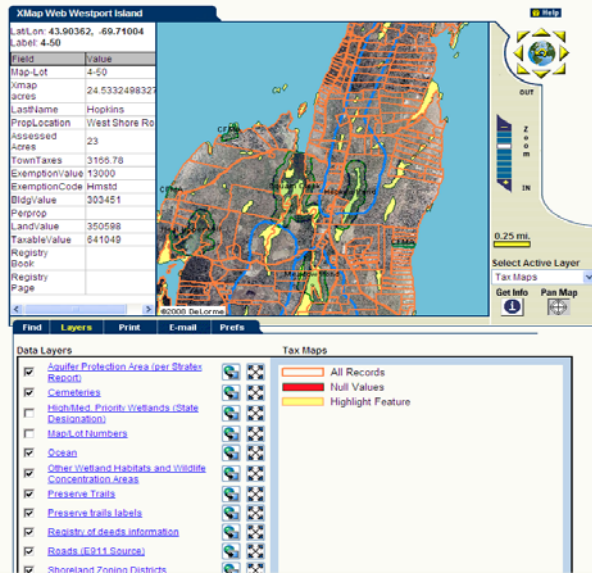 XMap Web Westport Island
Help
Lat/Lon: 43.90362, -69.71004
Label: 4-50
Field Value
Map-Lot 4-50
Xmap acres 24.5332498327
LastName Hopkins
PropLocation West Shore Ro
Assessed Acres 23
TownTaxes 3166.78
ExemptionValue 13000
ExemptionCode Hmstd
BldgValue 303451
Perprop
LandValue 350598
TaxableValue 641049
Registry Book
Registry Page
©2008 DeLorme
OUT
Zoom
IN
0.25 mi.
Select Active Layer
Tax Maps
Get Info Pan Map
Find Layers Print E-mail Prefs
Data Layers
Aquifer Protection Area (per Stratex Report)
Cemeteries
High/Med. Priority Wetlands (State Designation)
Map/Lot Numbers
Ocean
Other Wetland Habitats and Wildlife Concentration Areas
Preserve Trails
Preserve trails labels
Registry of deeds information
Roads (E911 Source)
Shoreland Zoning Districts
Tax Maps
All Records
Null Values
Highlight Feature